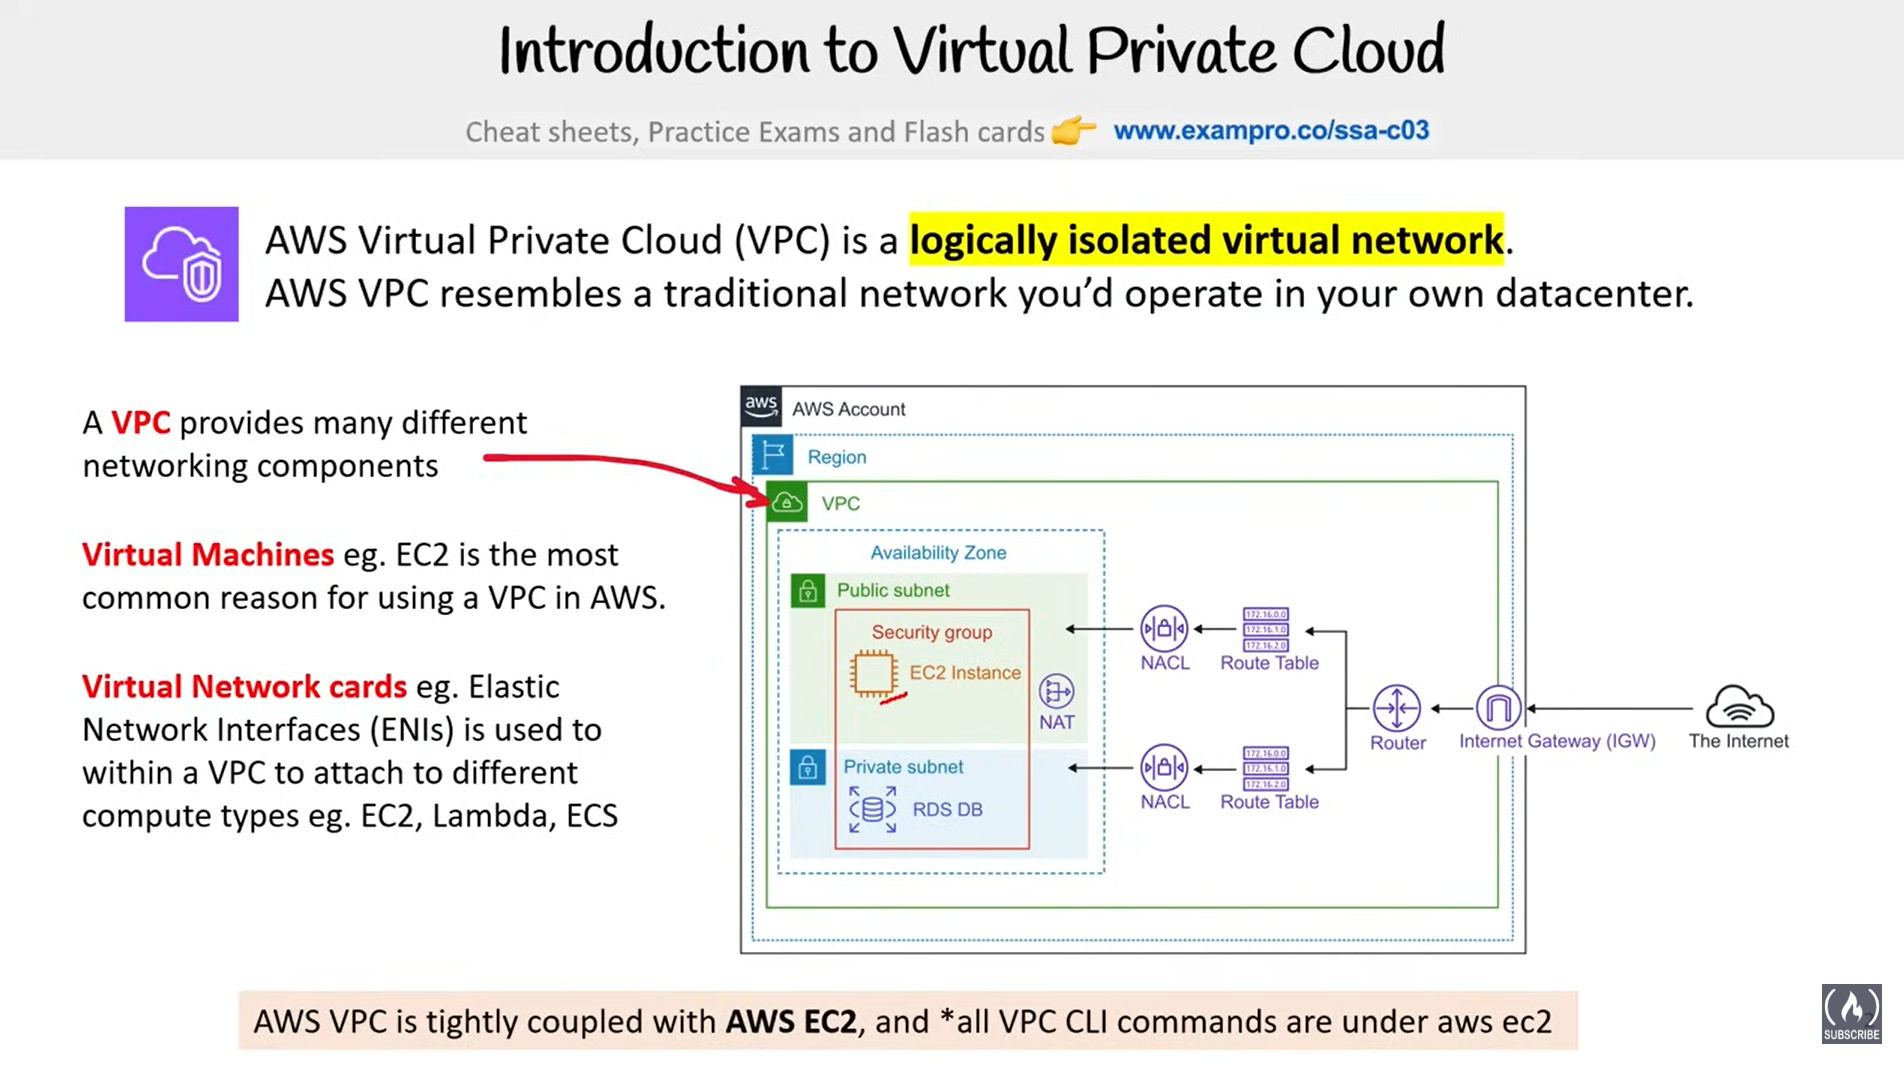 Introduction to Virtual Private Cloud
Cheat sheets, Practice Exams and Flash cards 👉 www.exampro.co/ssa-c03
AWS Virtual Private Cloud (VPC) is a logically isolated virtual network.
AWS VPC resembles a traditional network you’d operate in your own datacenter.
A VPC provides many different
networking components
Virtual Machines eg. EC2 is the most
common reason for using a VPC in AWS.
Virtual Network cards eg. Elastic
Network Interfaces (ENIs) is used to
within a VPC to attach to different
compute types eg. EC2, Lambda, ECS
aws
AWS Account
Region
VPC
Availability Zone
Public subnet
Security group
EC2 Instance
NAT
Private subnet
RDS DB
NACL
172.16.0.0
172.16.1.0
172.16.2.0
Route Table
NACL
172.16.0.0
172.16.1.0
172.16.2.0
Route Table
Router
Internet Gateway (IGW)
The Internet
AWS VPC is tightly coupled with AWS EC2, and *all VPC CLI commands are under aws ec2
SUBSCRIBE